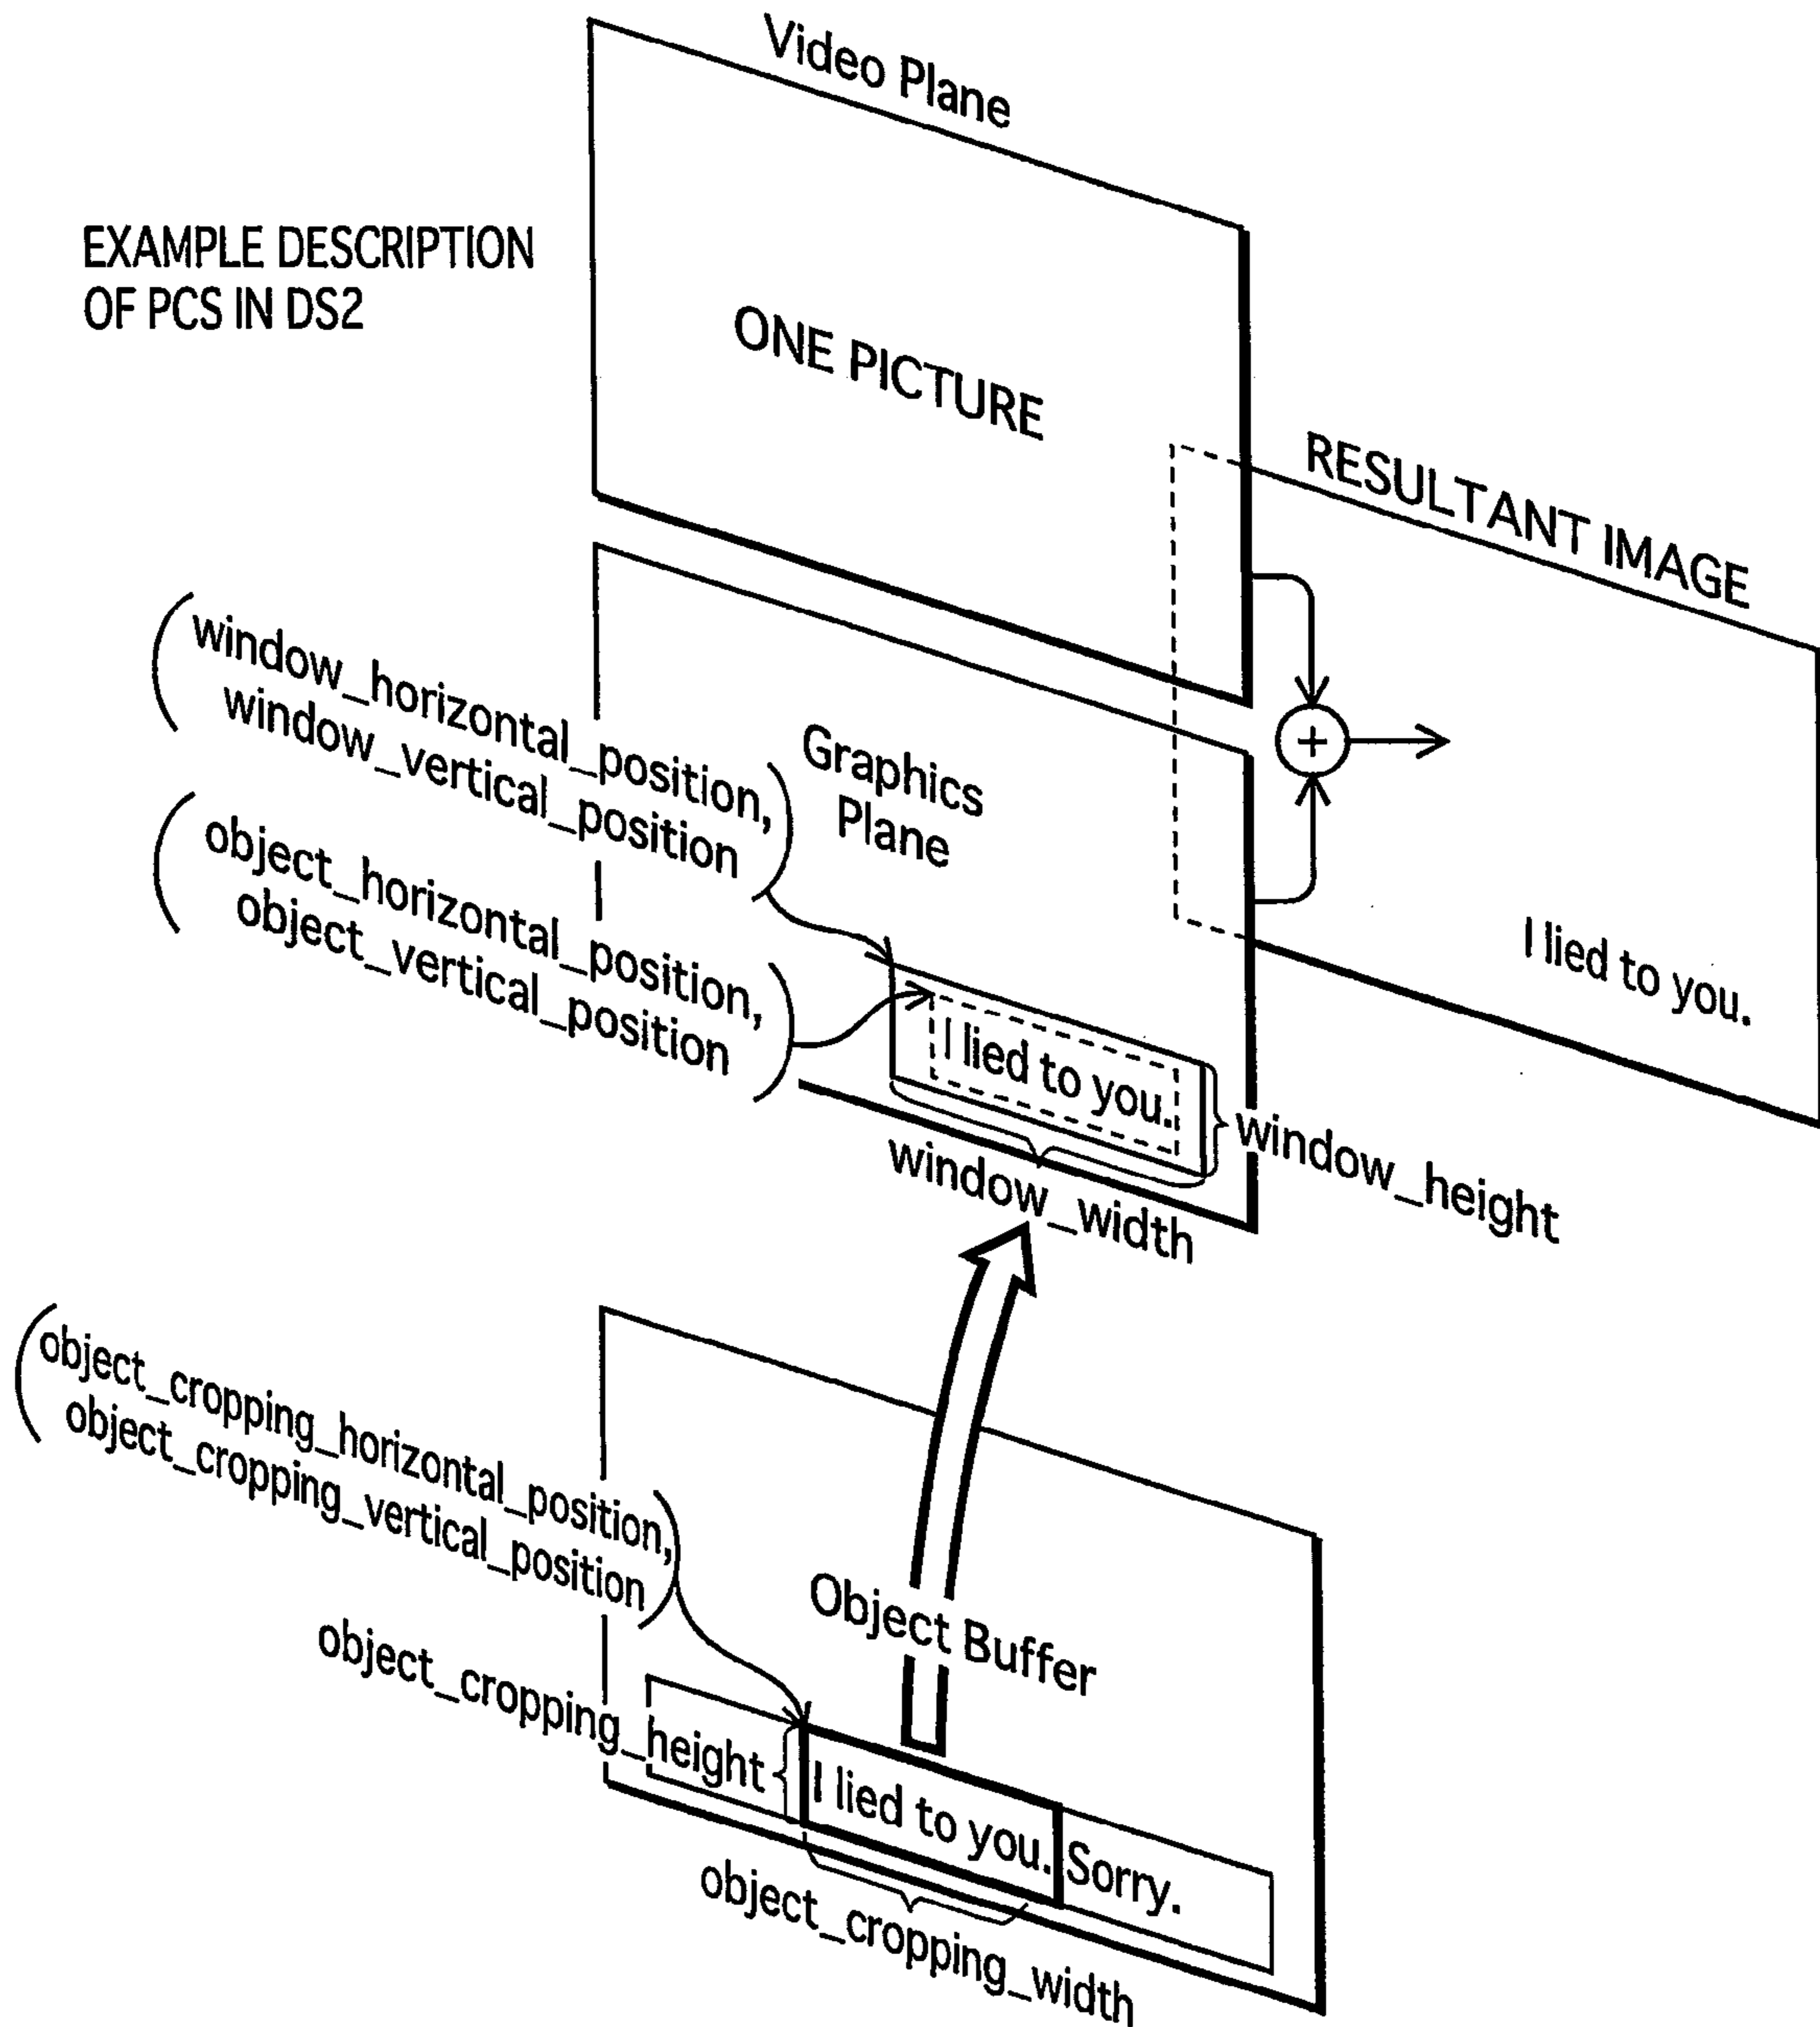 Video Plane
EXAMPLE DESCRIPTION
OF PCS IN DS2
ONE PICTURE
RESULTANT IMAGE
(window_horizontal_position,
window_vertical_position)
Graphics
Plane
(object_horizontal_position,
object_vertical_position)
I lied to you.
I lied to you.
window_height
window_width
(object_cropping_horizontal_position,
object_cropping_vertical_position)
Object Buffer
object_cropping_height
I lied to you. Sorry.
object_cropping_width